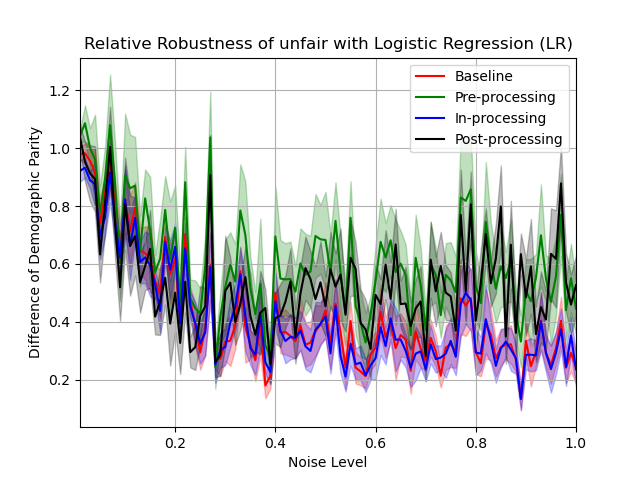 Relative Robustness of unfair with Logistic Regression (LR)
Baseline
Pre-processing
In-processing
Post-processing
Difference of Demographic Parity
1.2
1.0
0.8
0.6
0.4
0.2
0.2 0.4 0.6 0.8 1.0
Noise Level